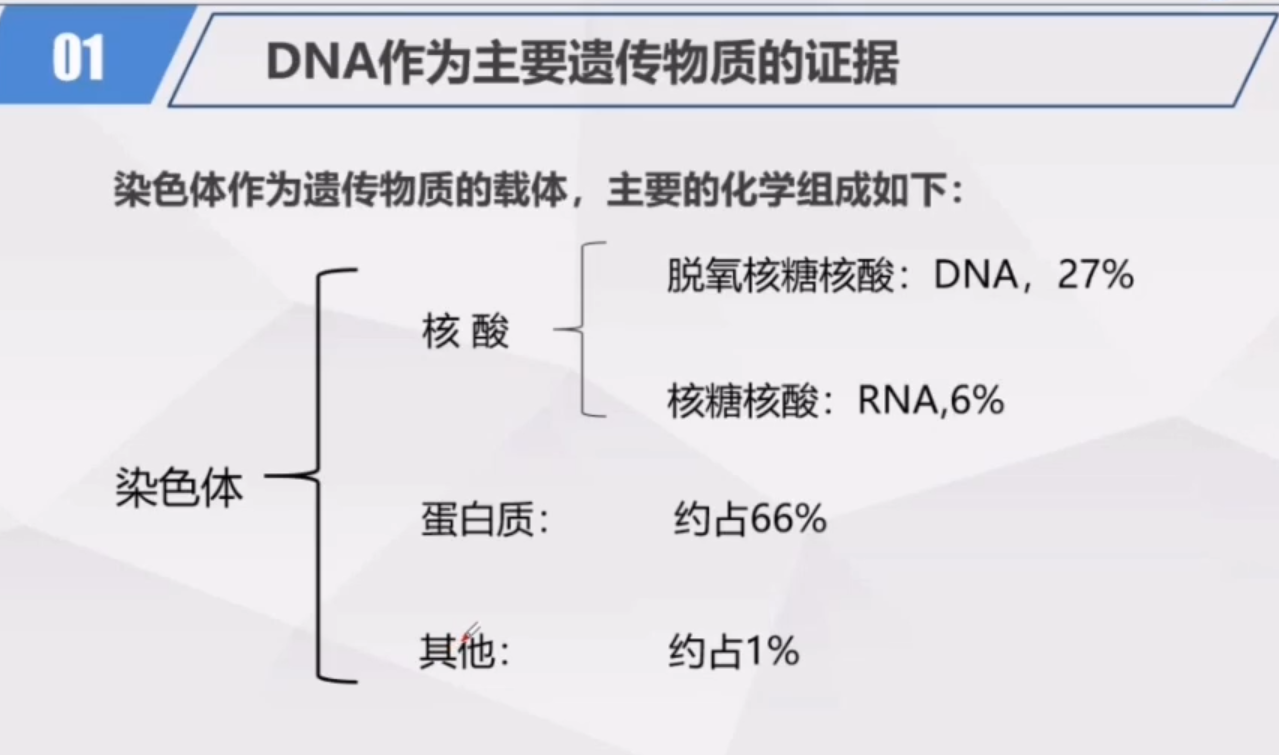 01
DNA作为主要遗传物质的证据
染色体作为遗传物质的载体，主要的化学组成如下：
脱氧核糖核酸：DNA，27%
核 酸
核糖核酸：RNA,6%
染色体
蛋白质： 约占66%
其他： 约占1%